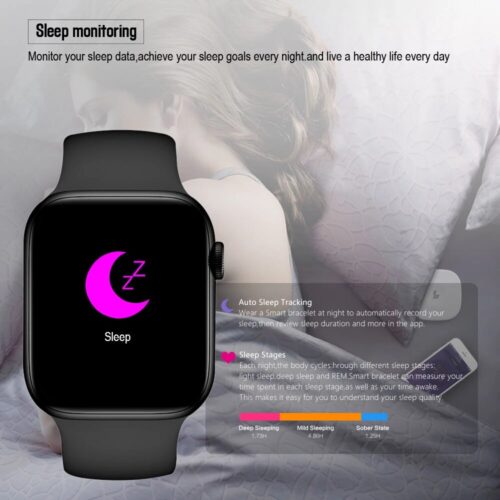 Sleep monitoring
Monitor your sleep data,achieve your sleep goals every night.and live a healthy life every day
Z
Z
Sleep
Auto Sleep Tracking
Wear a Smart bracelet at night to automatically record your
sleep,then review sleep duration and more in the app.
Sleep Stages
Each night,the body cycles:hrough different sleep stages:
light sleep,deep sleep and REM.Smart bracelet can measure your
time spent in each sleep stage,as well as your time awake.
This makes it easy for you to understand your sleep quality
Deep Sleeping Mild Sleeping Sober State
1.73H 4.86H 1.25H